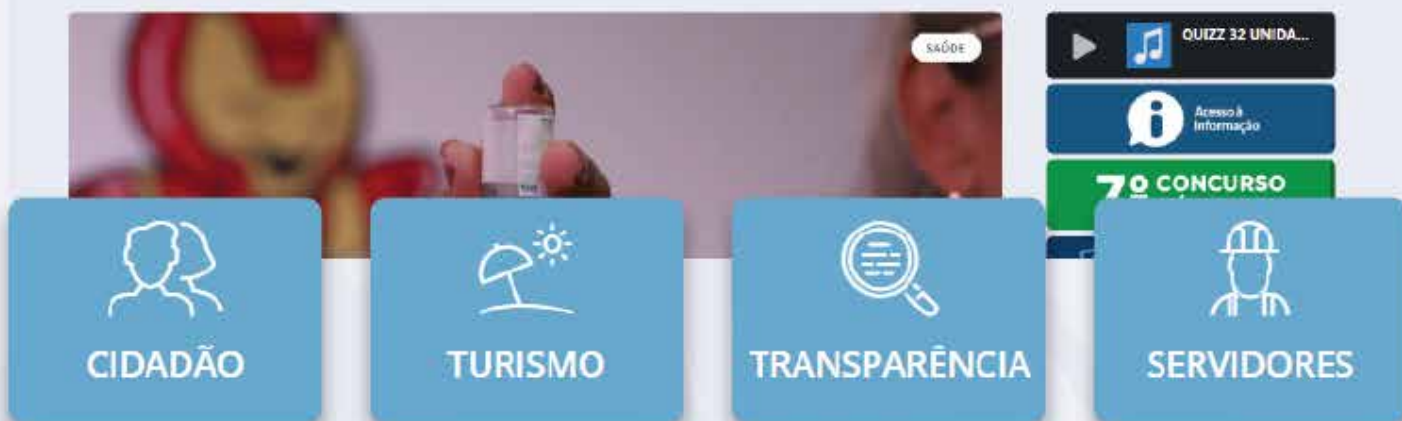 SAÚDE
QUIZZ 32 UNIDA...
Acesso à
Informação
7º CONCURSO
CIDADÃO
TURISMO
TRANSPARÊNCIA
SERVIDORES